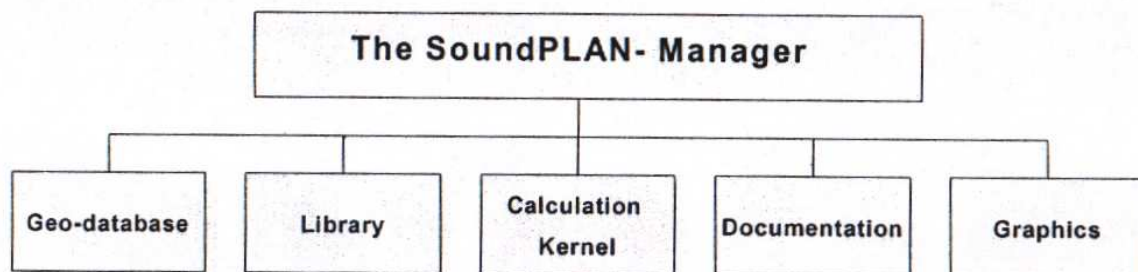 The SoundPLAN- Manager
Geo-database
Library
Calculation
Kernel
Documentation
Graphics